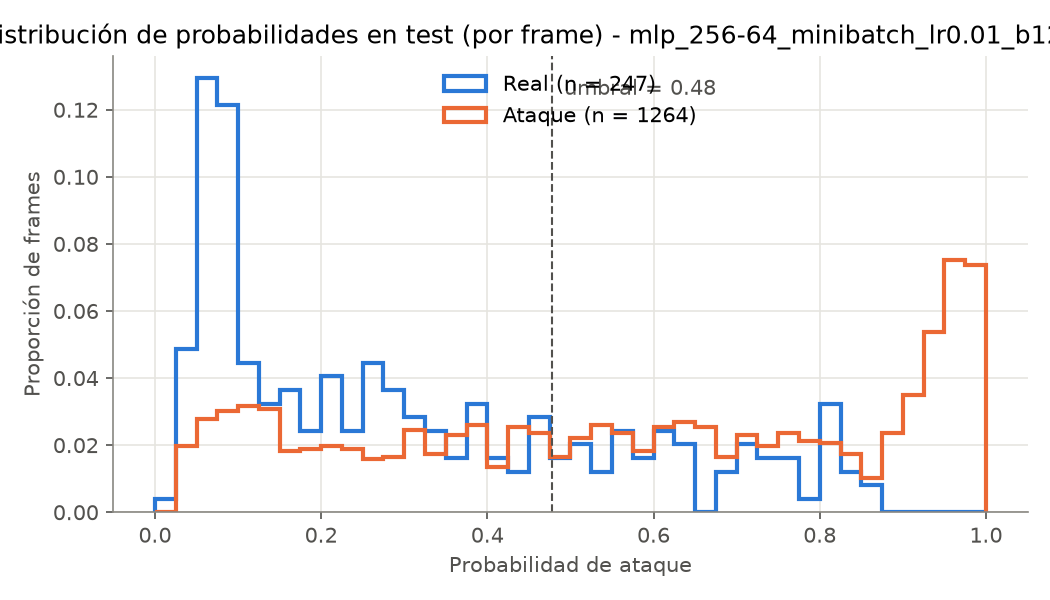 istribución de probabilidades en test (por frame) - mlp_256-64_minibatch_lr0.01_b12
Real (n = 247)
umbral = 0.48
Ataque (n = 1264)
Proporción de frames
0.12
0.10
0.08
0.06
0.04
0.02
0.00
0.0 0.2 0.4 0.6 0.8 1.0
Probabilidad de ataque